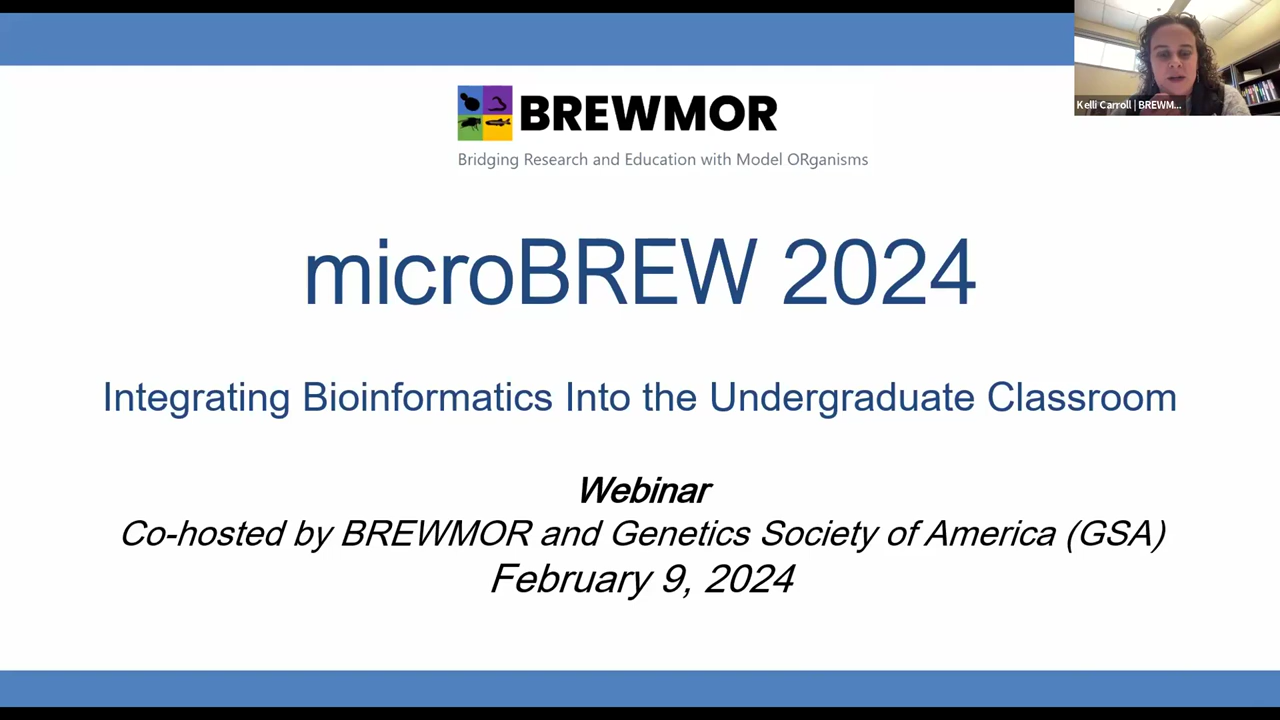 Kelli Carroll | BREWM...
BREWMOR
Bridging Research and Education with Model ORganisms
microBREW 2024
Integrating Bioinformatics Into the Undergraduate Classroom
Webinar
Co-hosted by BREWMOR and Genetics Society of America (GSA)
February 9, 2024